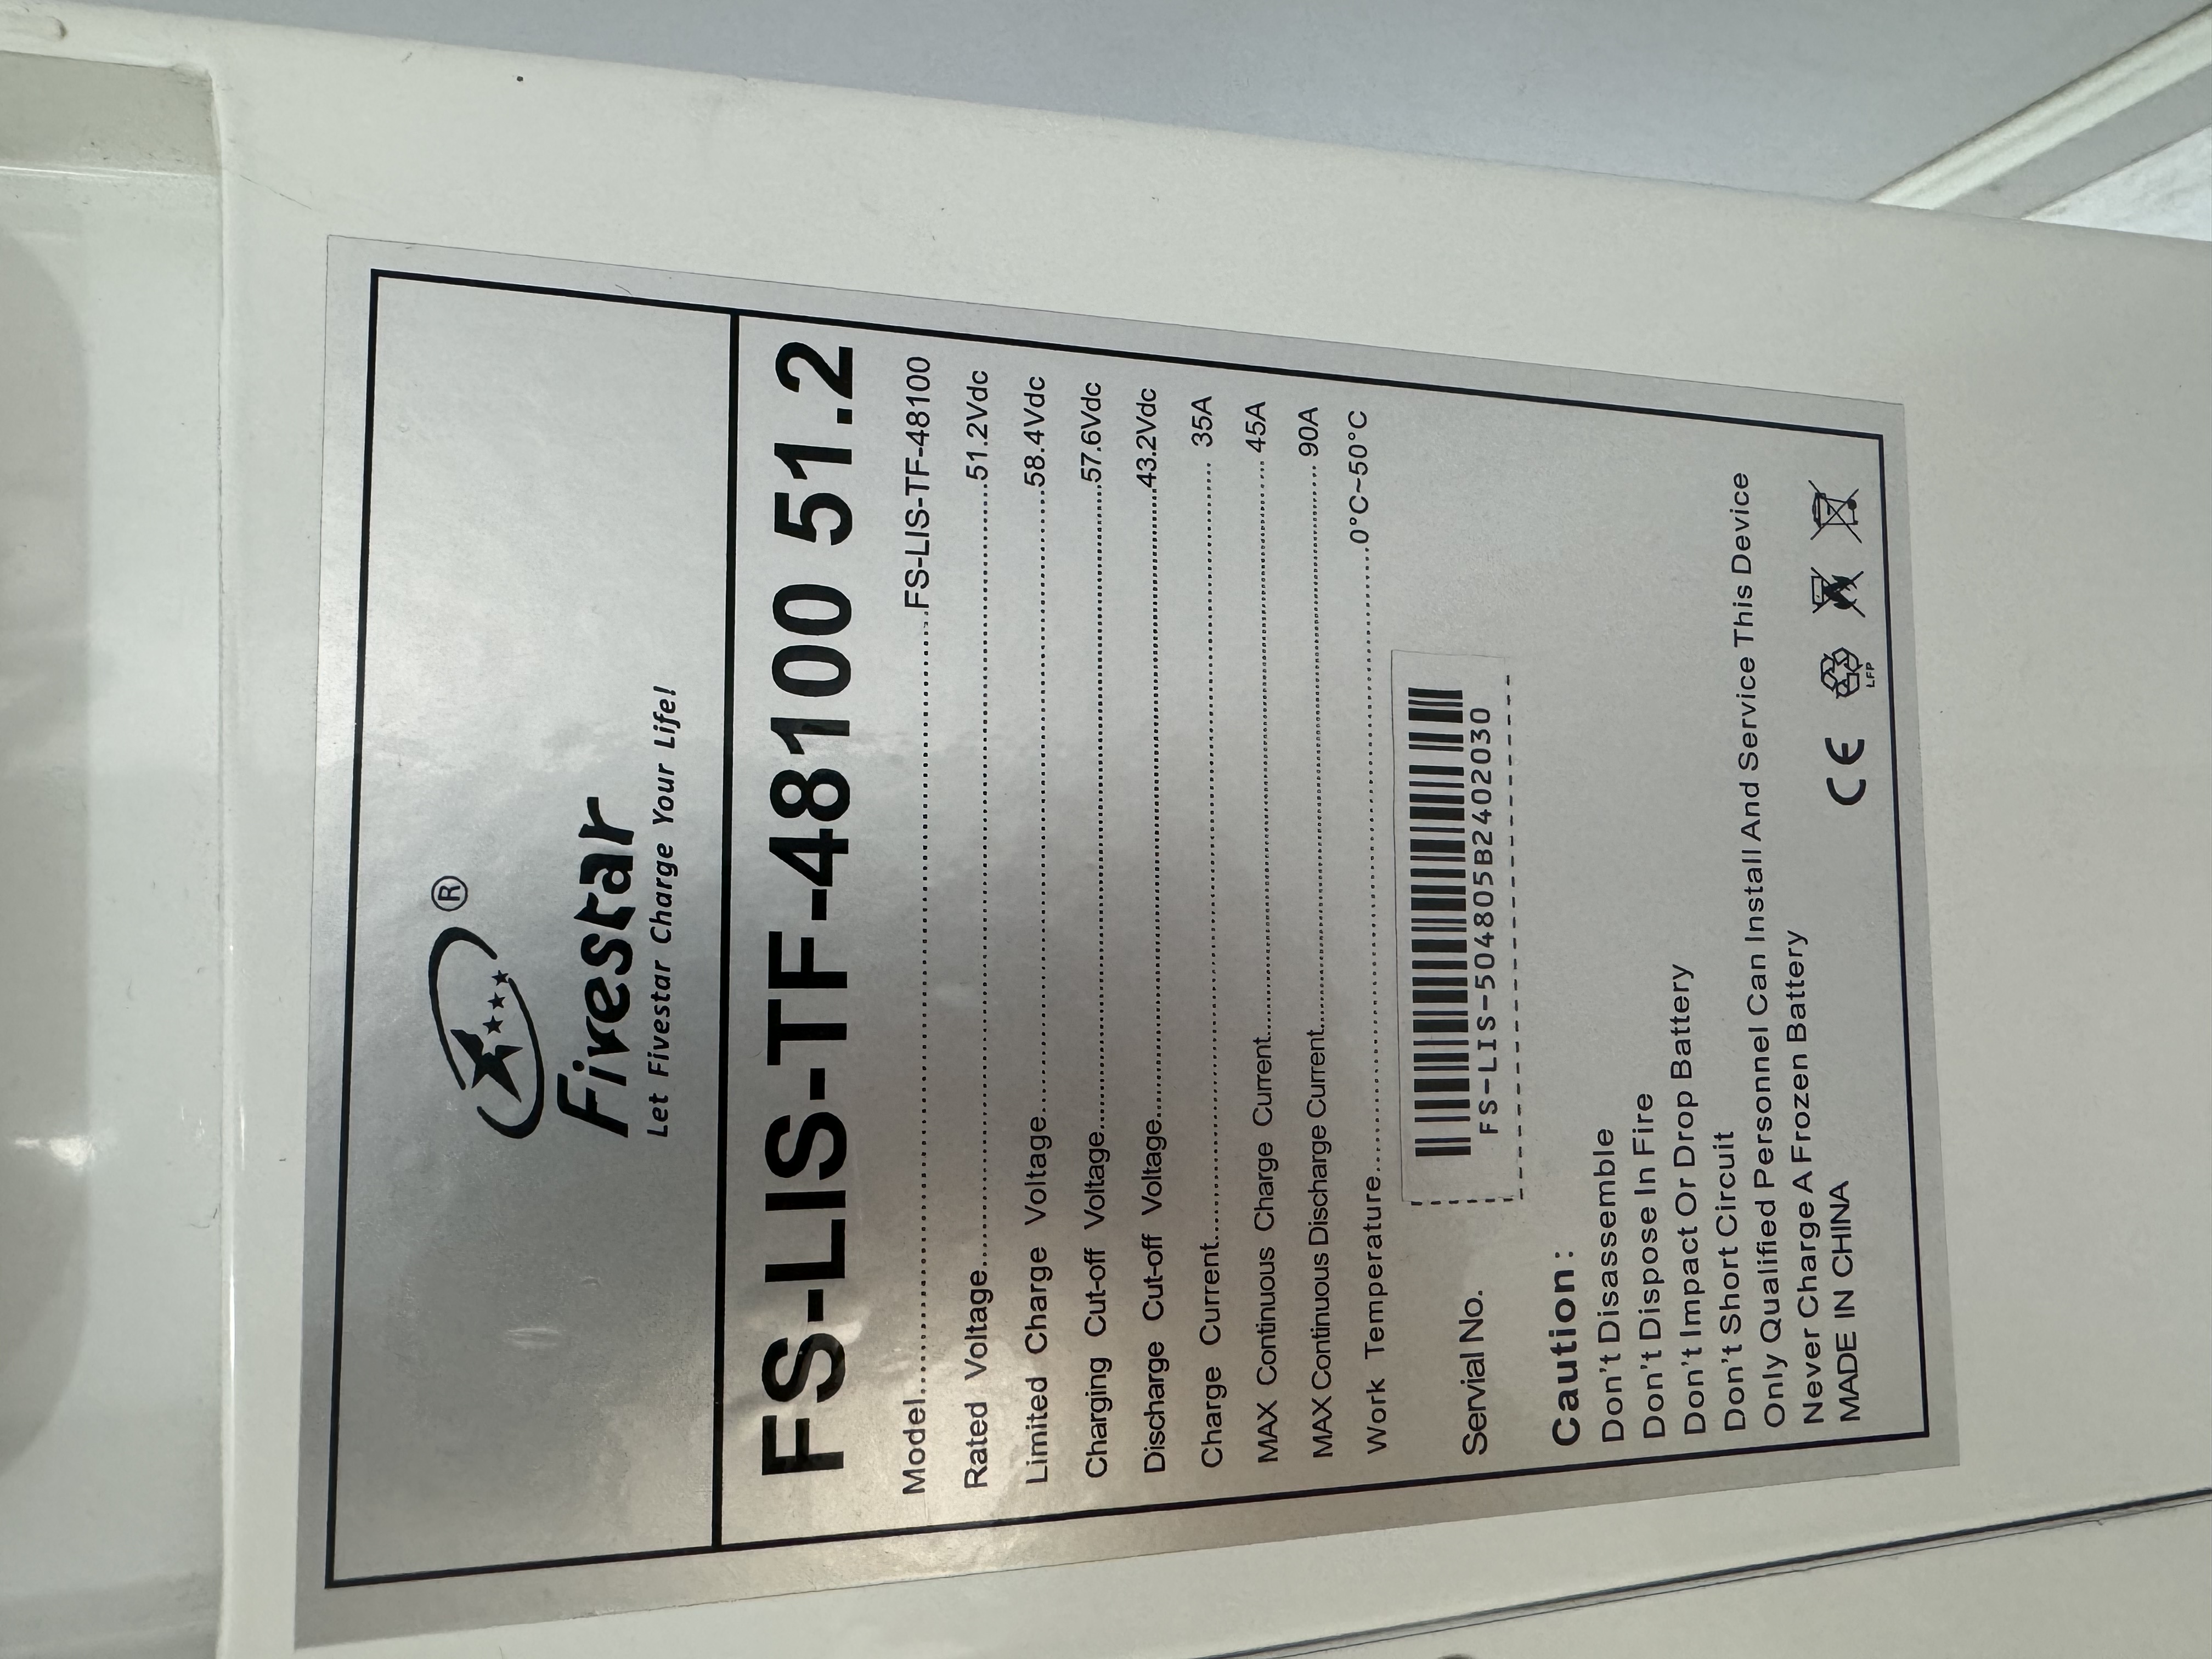 ®
Fivestar
Let Fivestar Charge Your Life!
FS-LIS-TF-48100 51.2
Model........................FS-LIS-TF-48100
Rated Voltage........................51.2Vdc
Limited Charge Voltage........................58.4Vdc
Charging Cut-off Voltage........................57.6Vdc
Discharge Cut-off Voltage........................43.2Vdc
Charge Current........................ 35A
MAX Continuous Charge Current........................ 45A
MAX Continuous Discharge Current........................ 90A
Work Temperature........................0°C~50°C
Servial No. FS-LIS-504805B2402030
Caution:
Don't Disassemble
Don't Dispose In Fire
Don't Impact Or Drop Battery
Don't Short Circuit
Only Qualified Personnel Can Install And Service This Device
Never Charge A Frozen Battery
MADE IN CHINA
CE
LFP